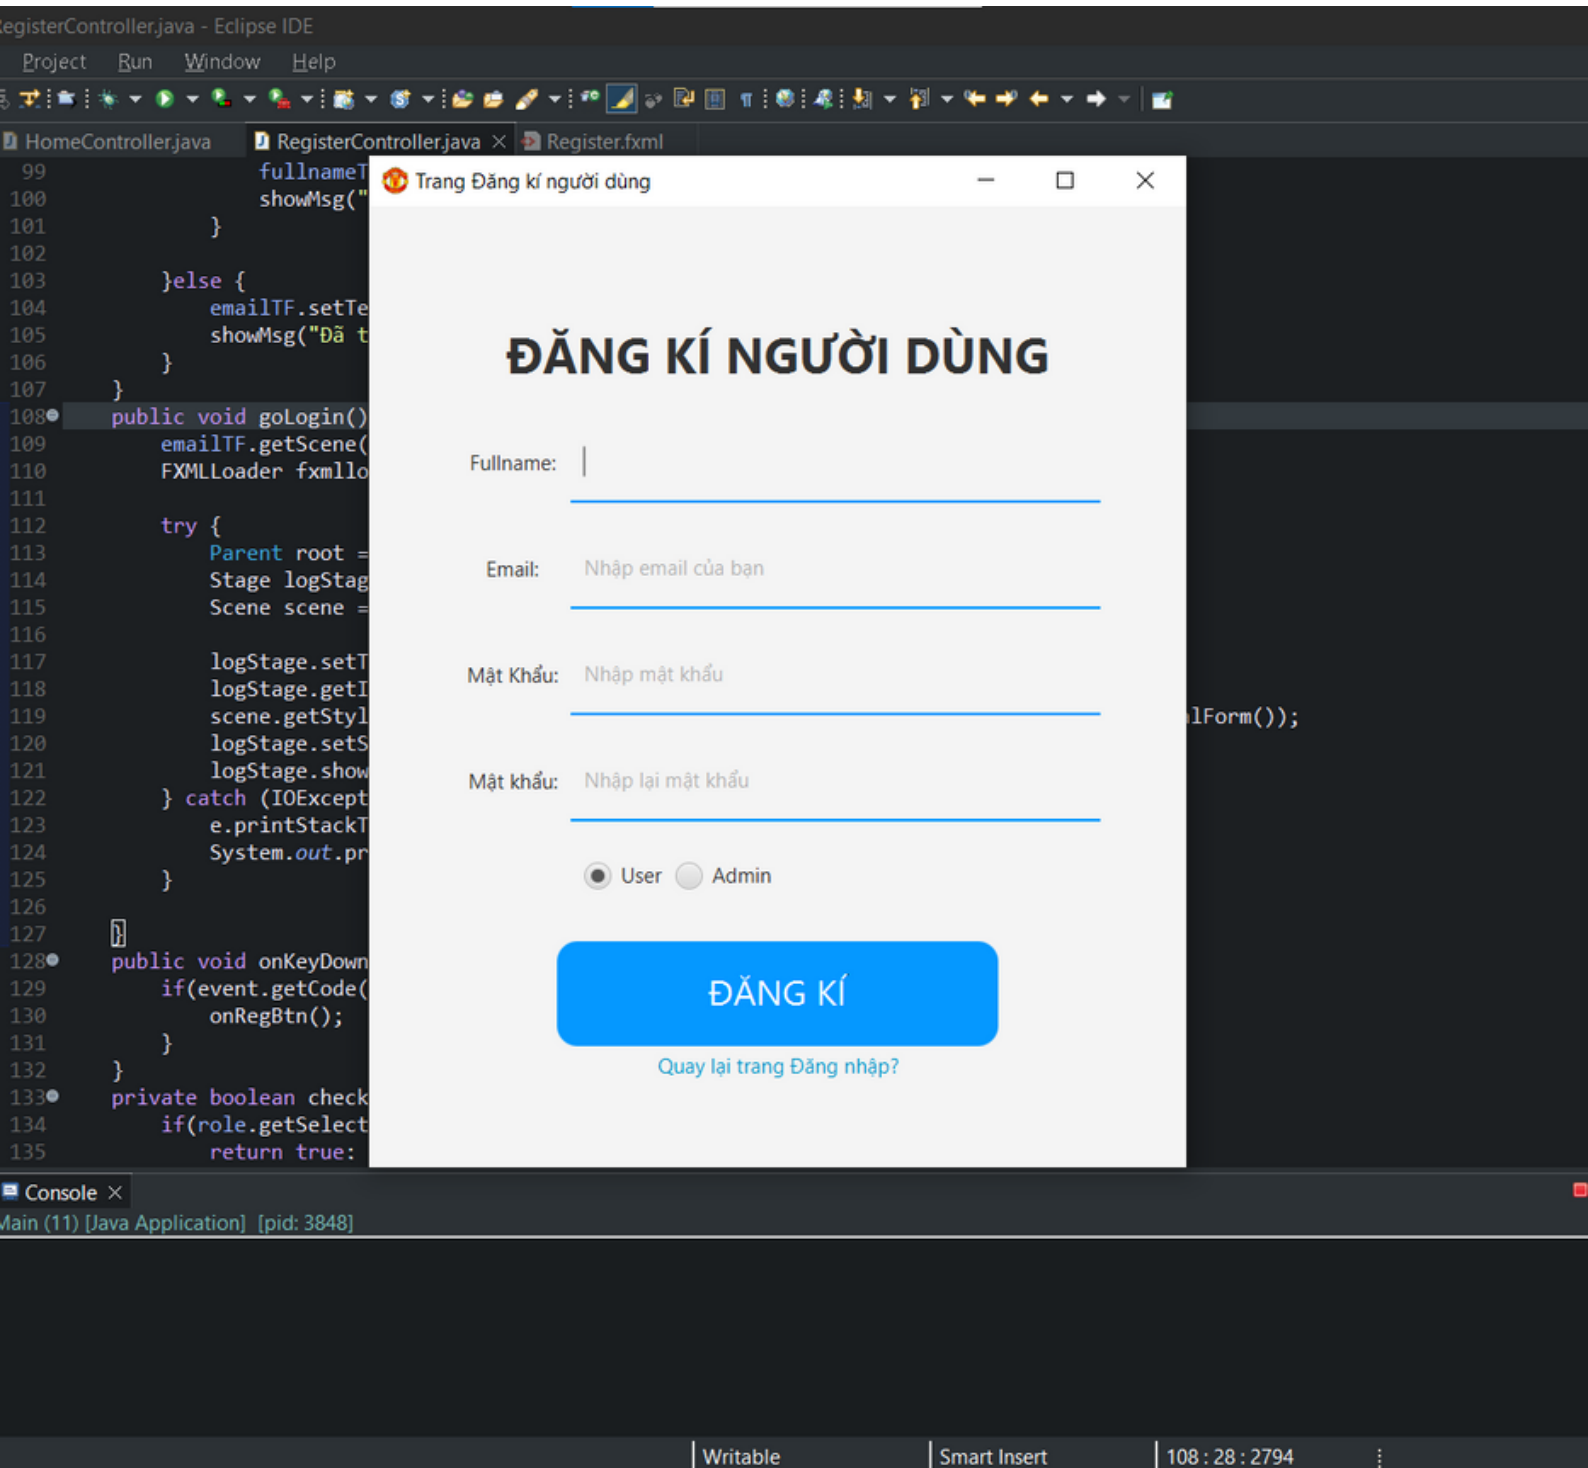 RegisterController.java - Eclipse IDE
Project Run Window Help
HomeController.java RegisterController.java Register.fxml
99 fullnameT
100 showMsg("
101 }
102
103 }else {
104 emailTF.setTe
105 showMsg("Đã t
106 }
107 }
108 public void goLogin()
109 emailTF.getScene(
110 FXMLLoader fxmllo
111
112 try {
113 Parent root =
114 Stage logStag
115 Scene scene =
116
117 logStage.setT
118 logStage.getI
119 scene.getStyl lForm());
120 logStage.setS
121 logStage.show
122 } catch (IOExcept
123 e.printStackT
124 System.out.pr
125 }
126
127 }
128 public void onKeyDown
129 if(event.getCode(
130 onRegBtn();
131 }
132 }
133 private boolean check
134 if(role.getSelect
135 return true:
Trang Đăng kí người dùng
ĐĂNG KÍ NGƯỜI DÙNG
Fullname:
Email: Nhập email của bạn
Mật Khẩu: Nhập mật khẩu
Mật khẩu: Nhập lại mật khẩu
User Admin
ĐĂNG KÍ
Quay lại trang Đăng nhập?
Console
Main (11) [Java Application] [pid: 3848]
Writable Smart Insert 108 : 28 : 2794